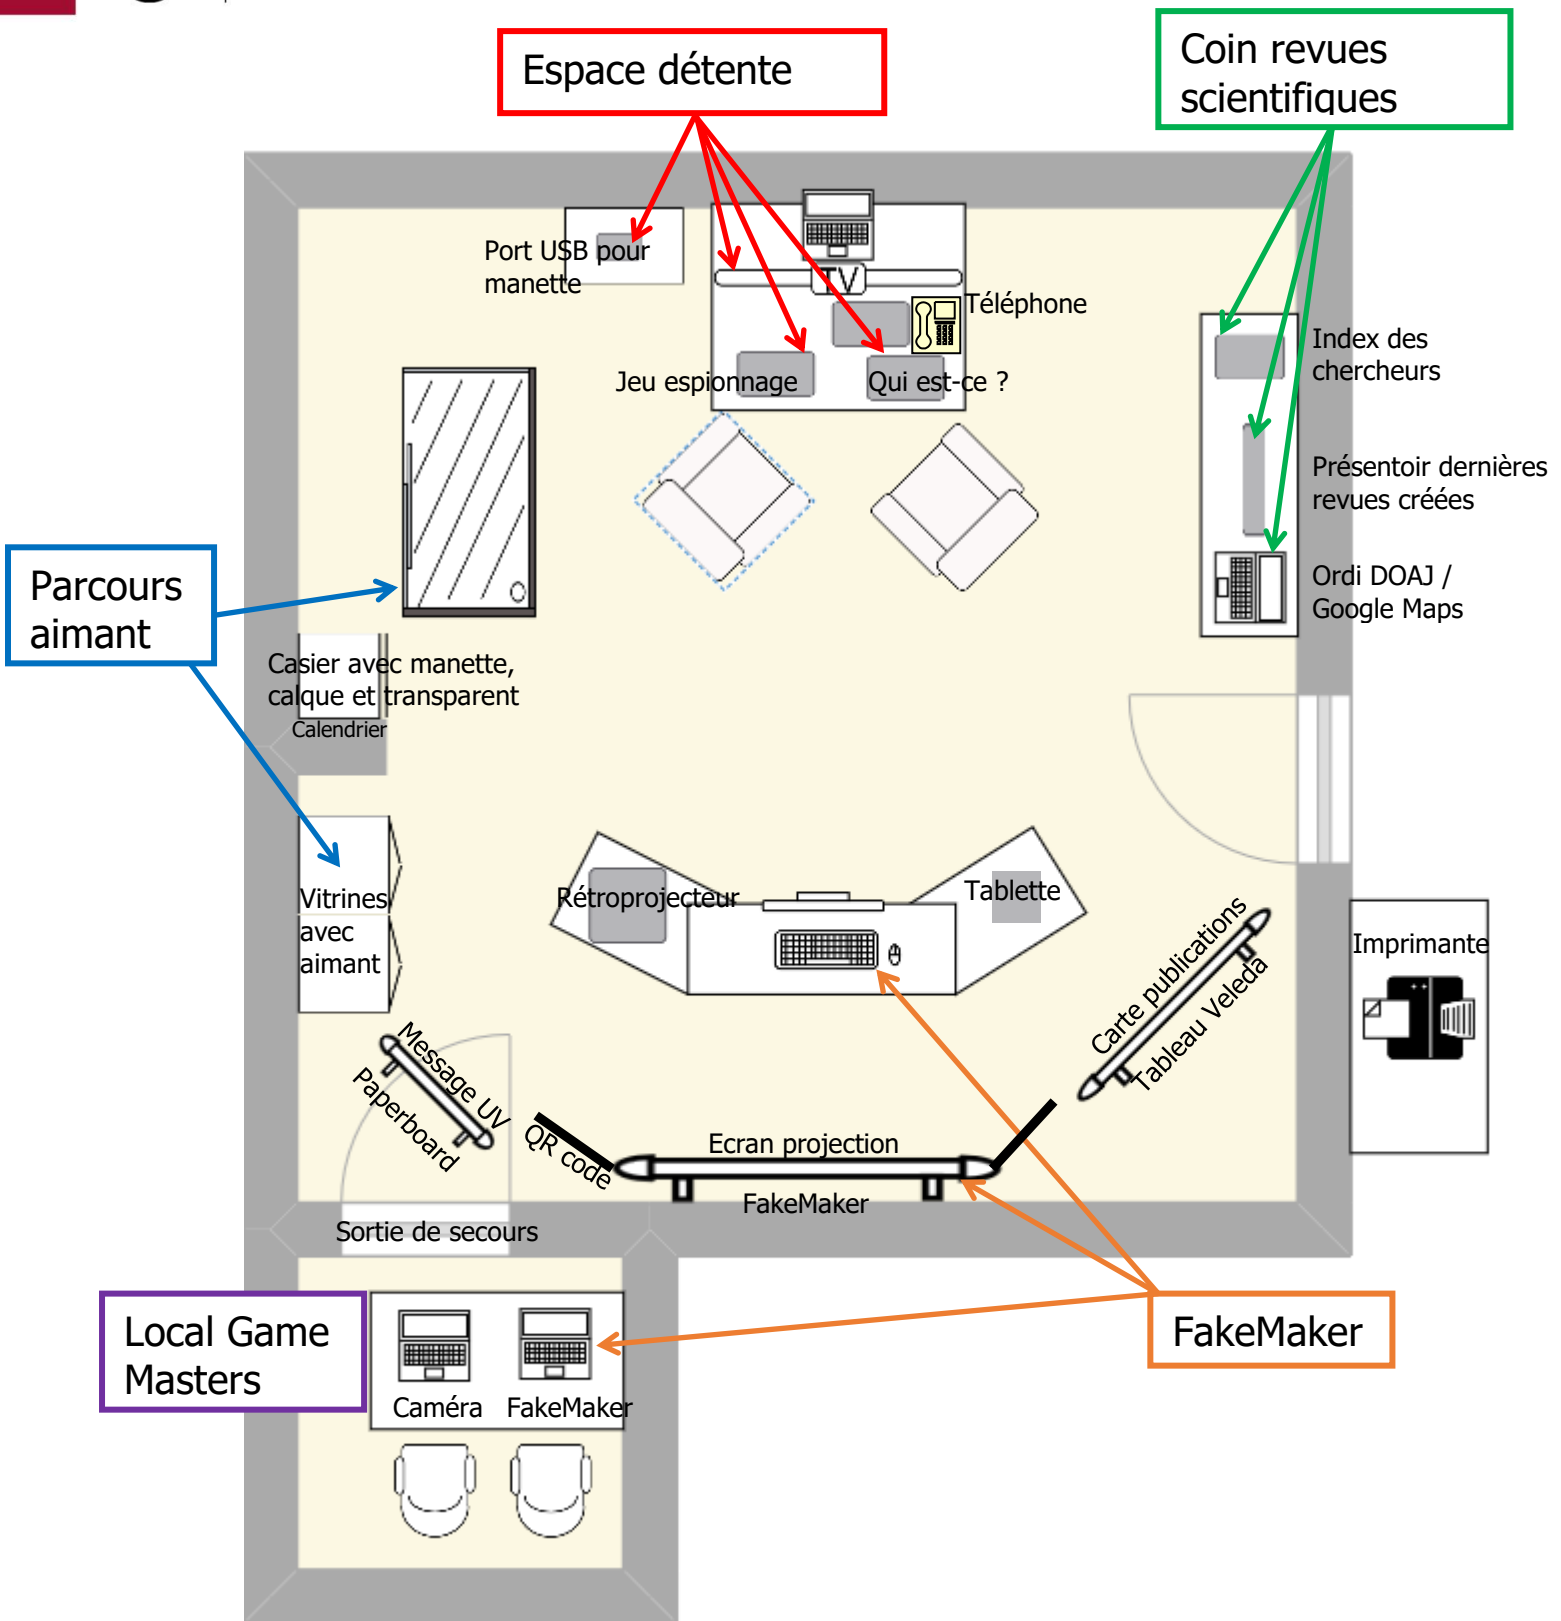 Espace détente
Coin revues
scientifiques
Port USB pour
manette
TV
Téléphone
Jeu espionnage
Qui est-ce ?
Index des
chercheurs
Présentoir dernières
revues créées
Ordi DOAJ /
Google Maps
Parcours
aimant
Casier avec manette,
calque et transparent
Calendrier
Vitrines
avec
aimant
Rétroprojecteur
Tablette
Carte publications
Tableau Veleda
Imprimante
Message UV
Paperboard
QR code
Ecran projection
FakeMaker
Sortie de secours
Local Game
Masters
Caméra
FakeMaker
FakeMaker